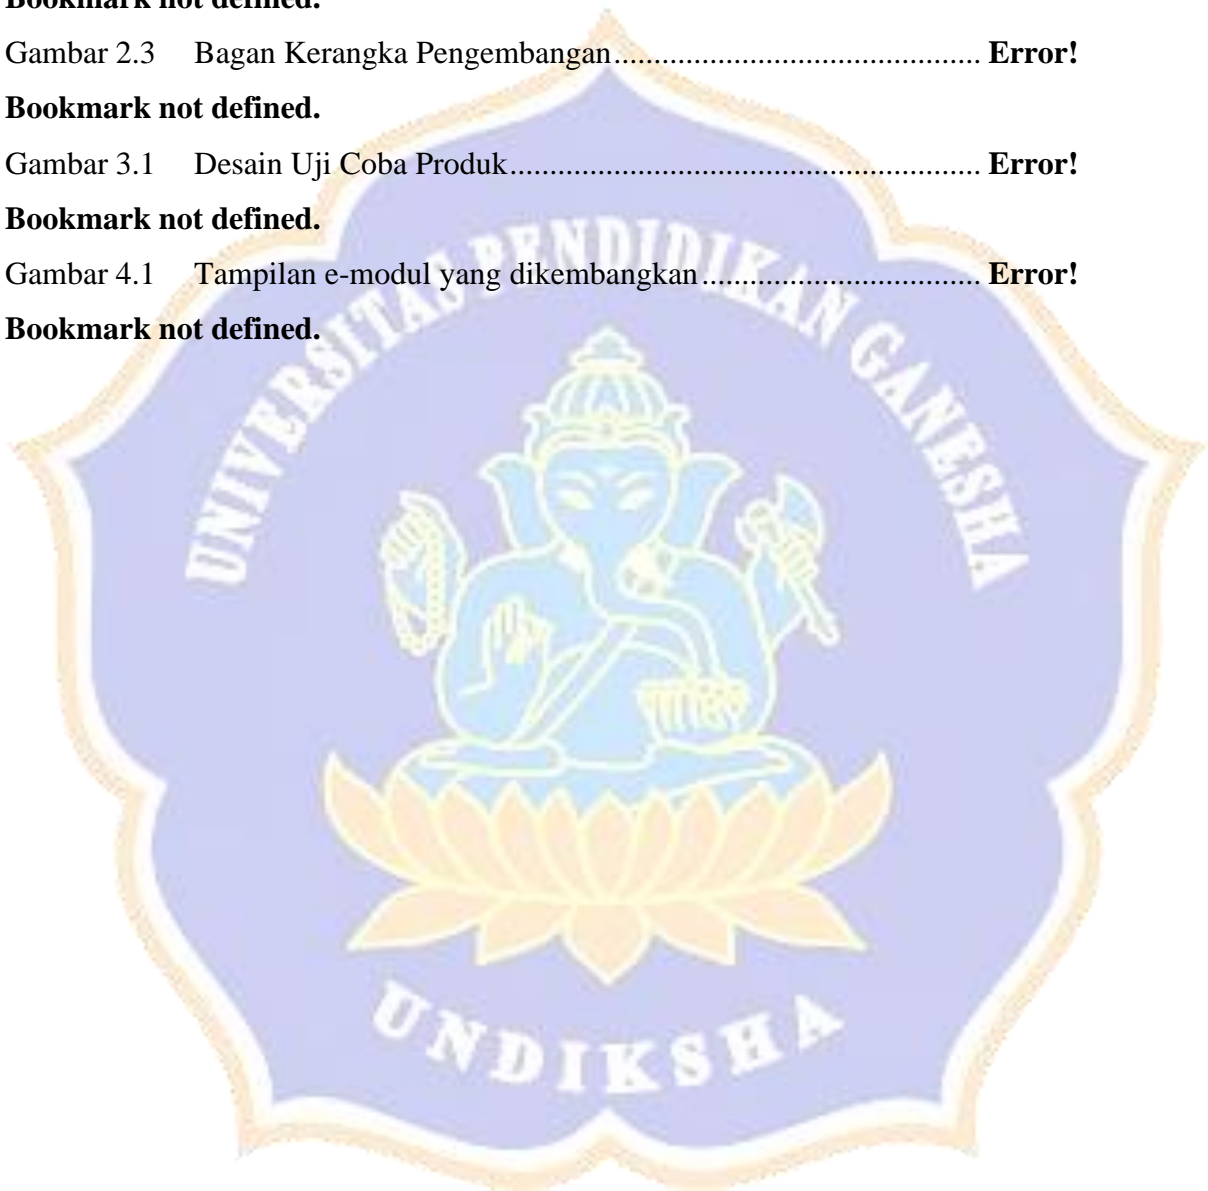 Bookmark not defined.
Gambar 2.3 Bagan Kerangka Pengembangan............................................. Error!
Bookmark not defined.
Gambar 3.1 Desain Uji Coba Produk.......................................................... Error!
Bookmark not defined.
Gambar 4.1 Tampilan e-modul yang dikembangkan.................................. Error!
Bookmark not defined.
UNIVERSITAS PENDIDIKAN GANESHA
UNDIKSHA